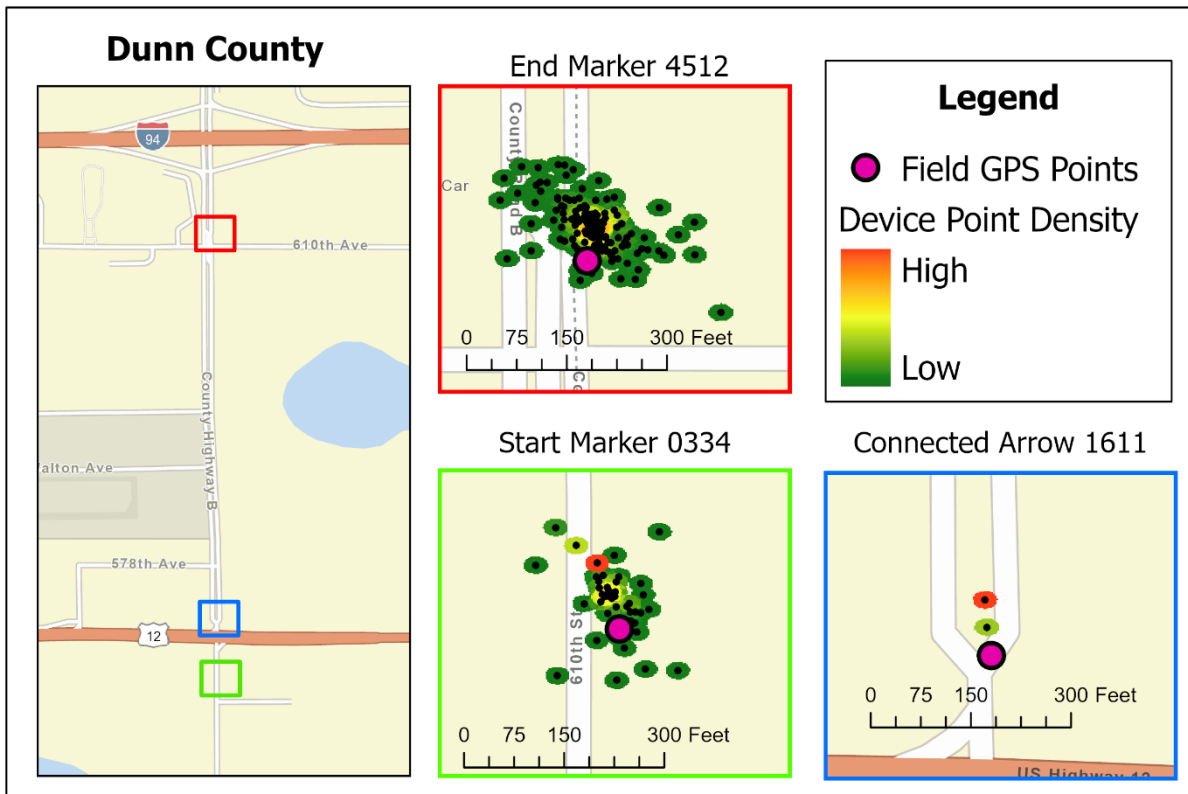 Dunn County
94
610th Ave
County Highway B
Walton Ave
578th Ave
12
End Marker 4512
County
nd B
Car
Co
0 75 150 300 Feet
Legend
Field GPS Points
Device Point Density
High
Low
Start Marker 0334
610th St
0 75 150 300 Feet
Connected Arrow 1611
0 75 150 300 Feet
US Highway 12